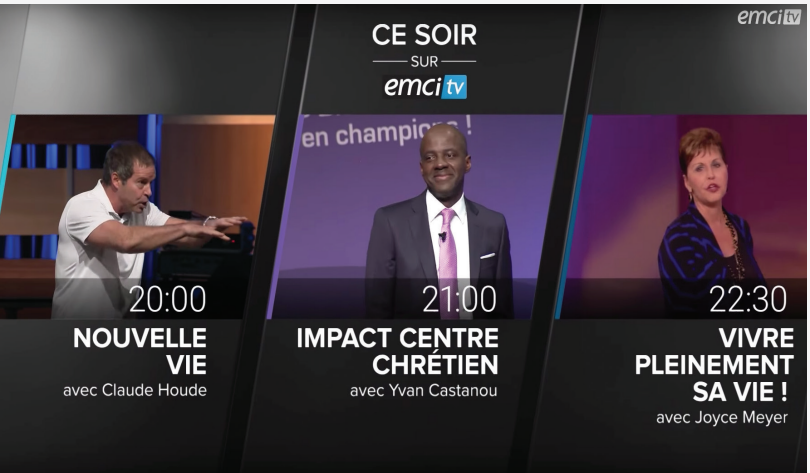 emci tv
CE SOIR
SUR
emci tv
en champions !
20:00
NOUVELLE
VIE
avec Claude Houde
21:00
IMPACT CENTRE
CHRÉTIEN
avec Yvan Castanou
22:30
VIVRE
PLEINEMENT
SA VIE !
avec Joyce Meyer